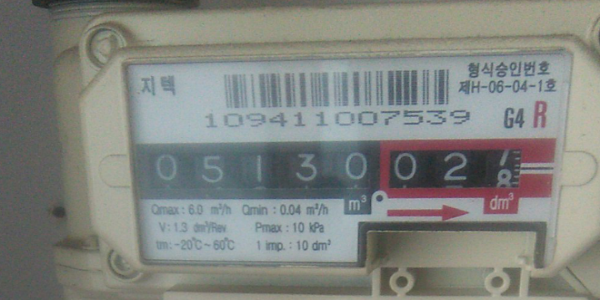 지텍
형식승인번호
제H-06-04-1호
109411007539
G4 R
05130 02
m³
dm³
Qmax : 6.0 m³/h Qmin : 0.04 m³/h
V : 1.3 dm³/Rev Pmax : 10 kPa
tm: -20℃~60℃ 1 imp. : 10 dm³